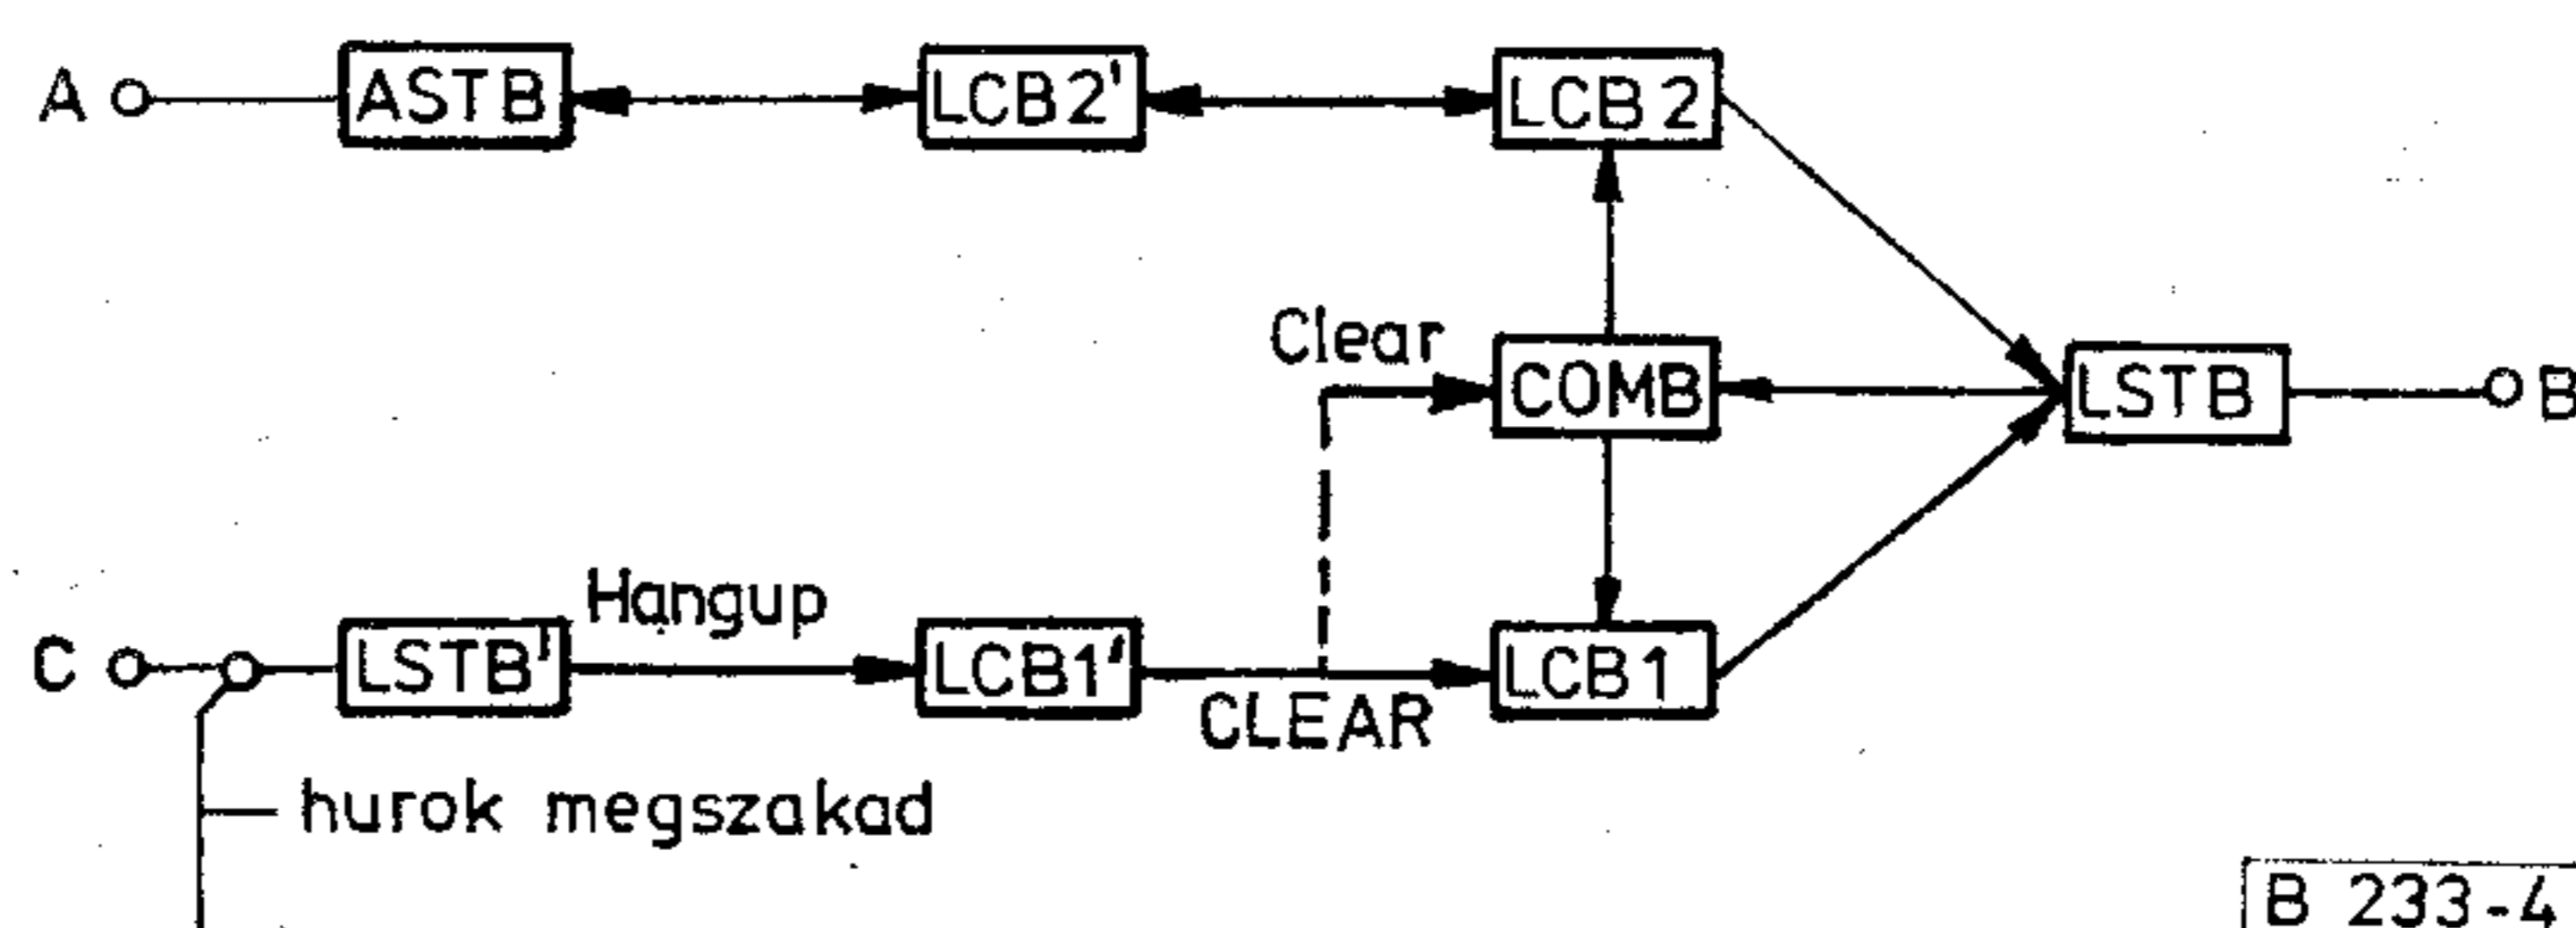 A ASTB LCB2' LCB2
Clear COMB LSTB B
Hangup
C LSTB' LCB1' CLEAR LCB1
hurok megszakad
B 233-4